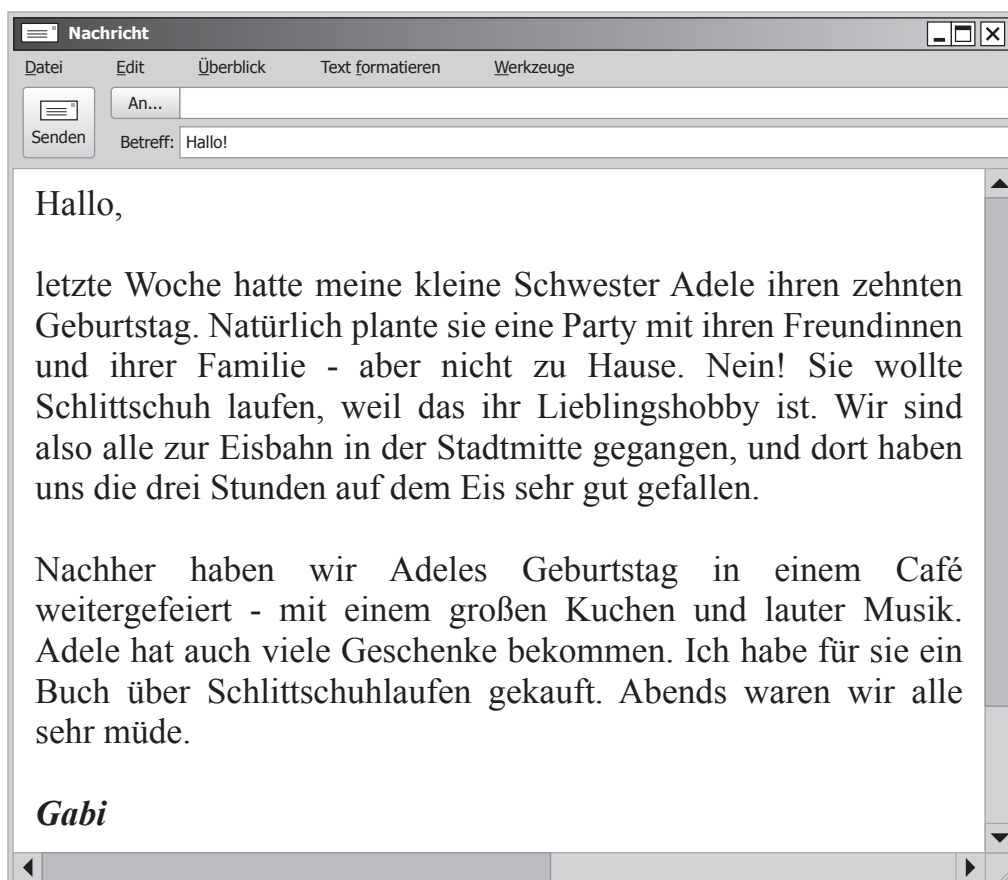 Nachricht
Datei Edit Überblick Text formatieren Werkzeuge
An...
Senden
Betreff: Hallo!
Hallo,
letzte Woche hatte meine kleine Schwester Adele ihren zehnten
Geburtstag. Natürlich plante sie eine Party mit ihren Freundinnen
und ihrer Familie - aber nicht zu Hause. Nein! Sie wollte
Schlittschuh laufen, weil das ihr Lieblingshobby ist. Wir sind
also alle zur Eisbahn in der Stadtmitte gegangen, und dort haben
uns die drei Stunden auf dem Eis sehr gut gefallen.
Nachher haben wir Adeles Geburtstag in einem Café
weitergefeiert - mit einem großen Kuchen und lauter Musik.
Adele hat auch viele Geschenke bekommen. Ich habe für sie ein
Buch über Schlittschuhlaufen gekauft. Abends waren wir alle
sehr müde.
Gabi